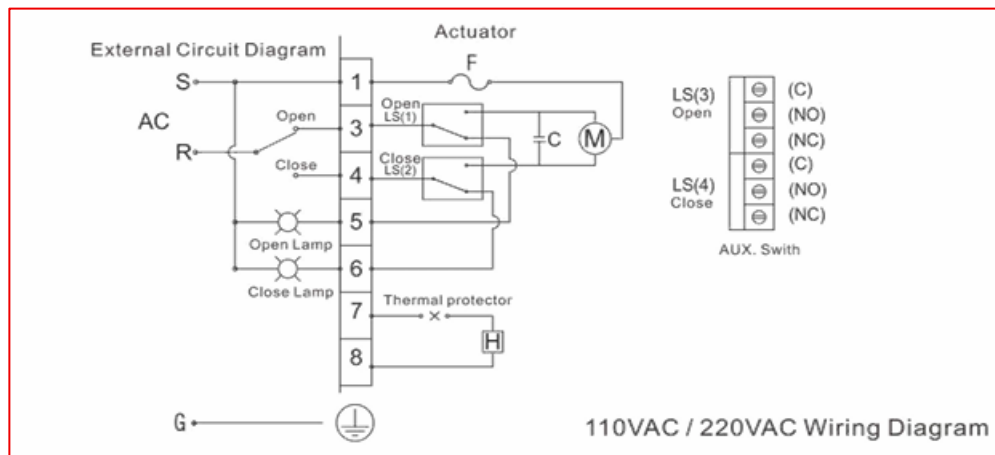 External Circuit Diagram
Actuator
S
1
F
AC
Open
3
Open
LS(1)
C
M
R
Close
4
Close
LS(2)
5
Open Lamp
6
Close Lamp
7
Thermal protector
H
8
G
LS(3)
Open
(C)
(NO)
(NC)
LS(4)
Close
(C)
(NO)
(NC)
AUX. Swith
110VAC / 220VAC Wiring Diagram